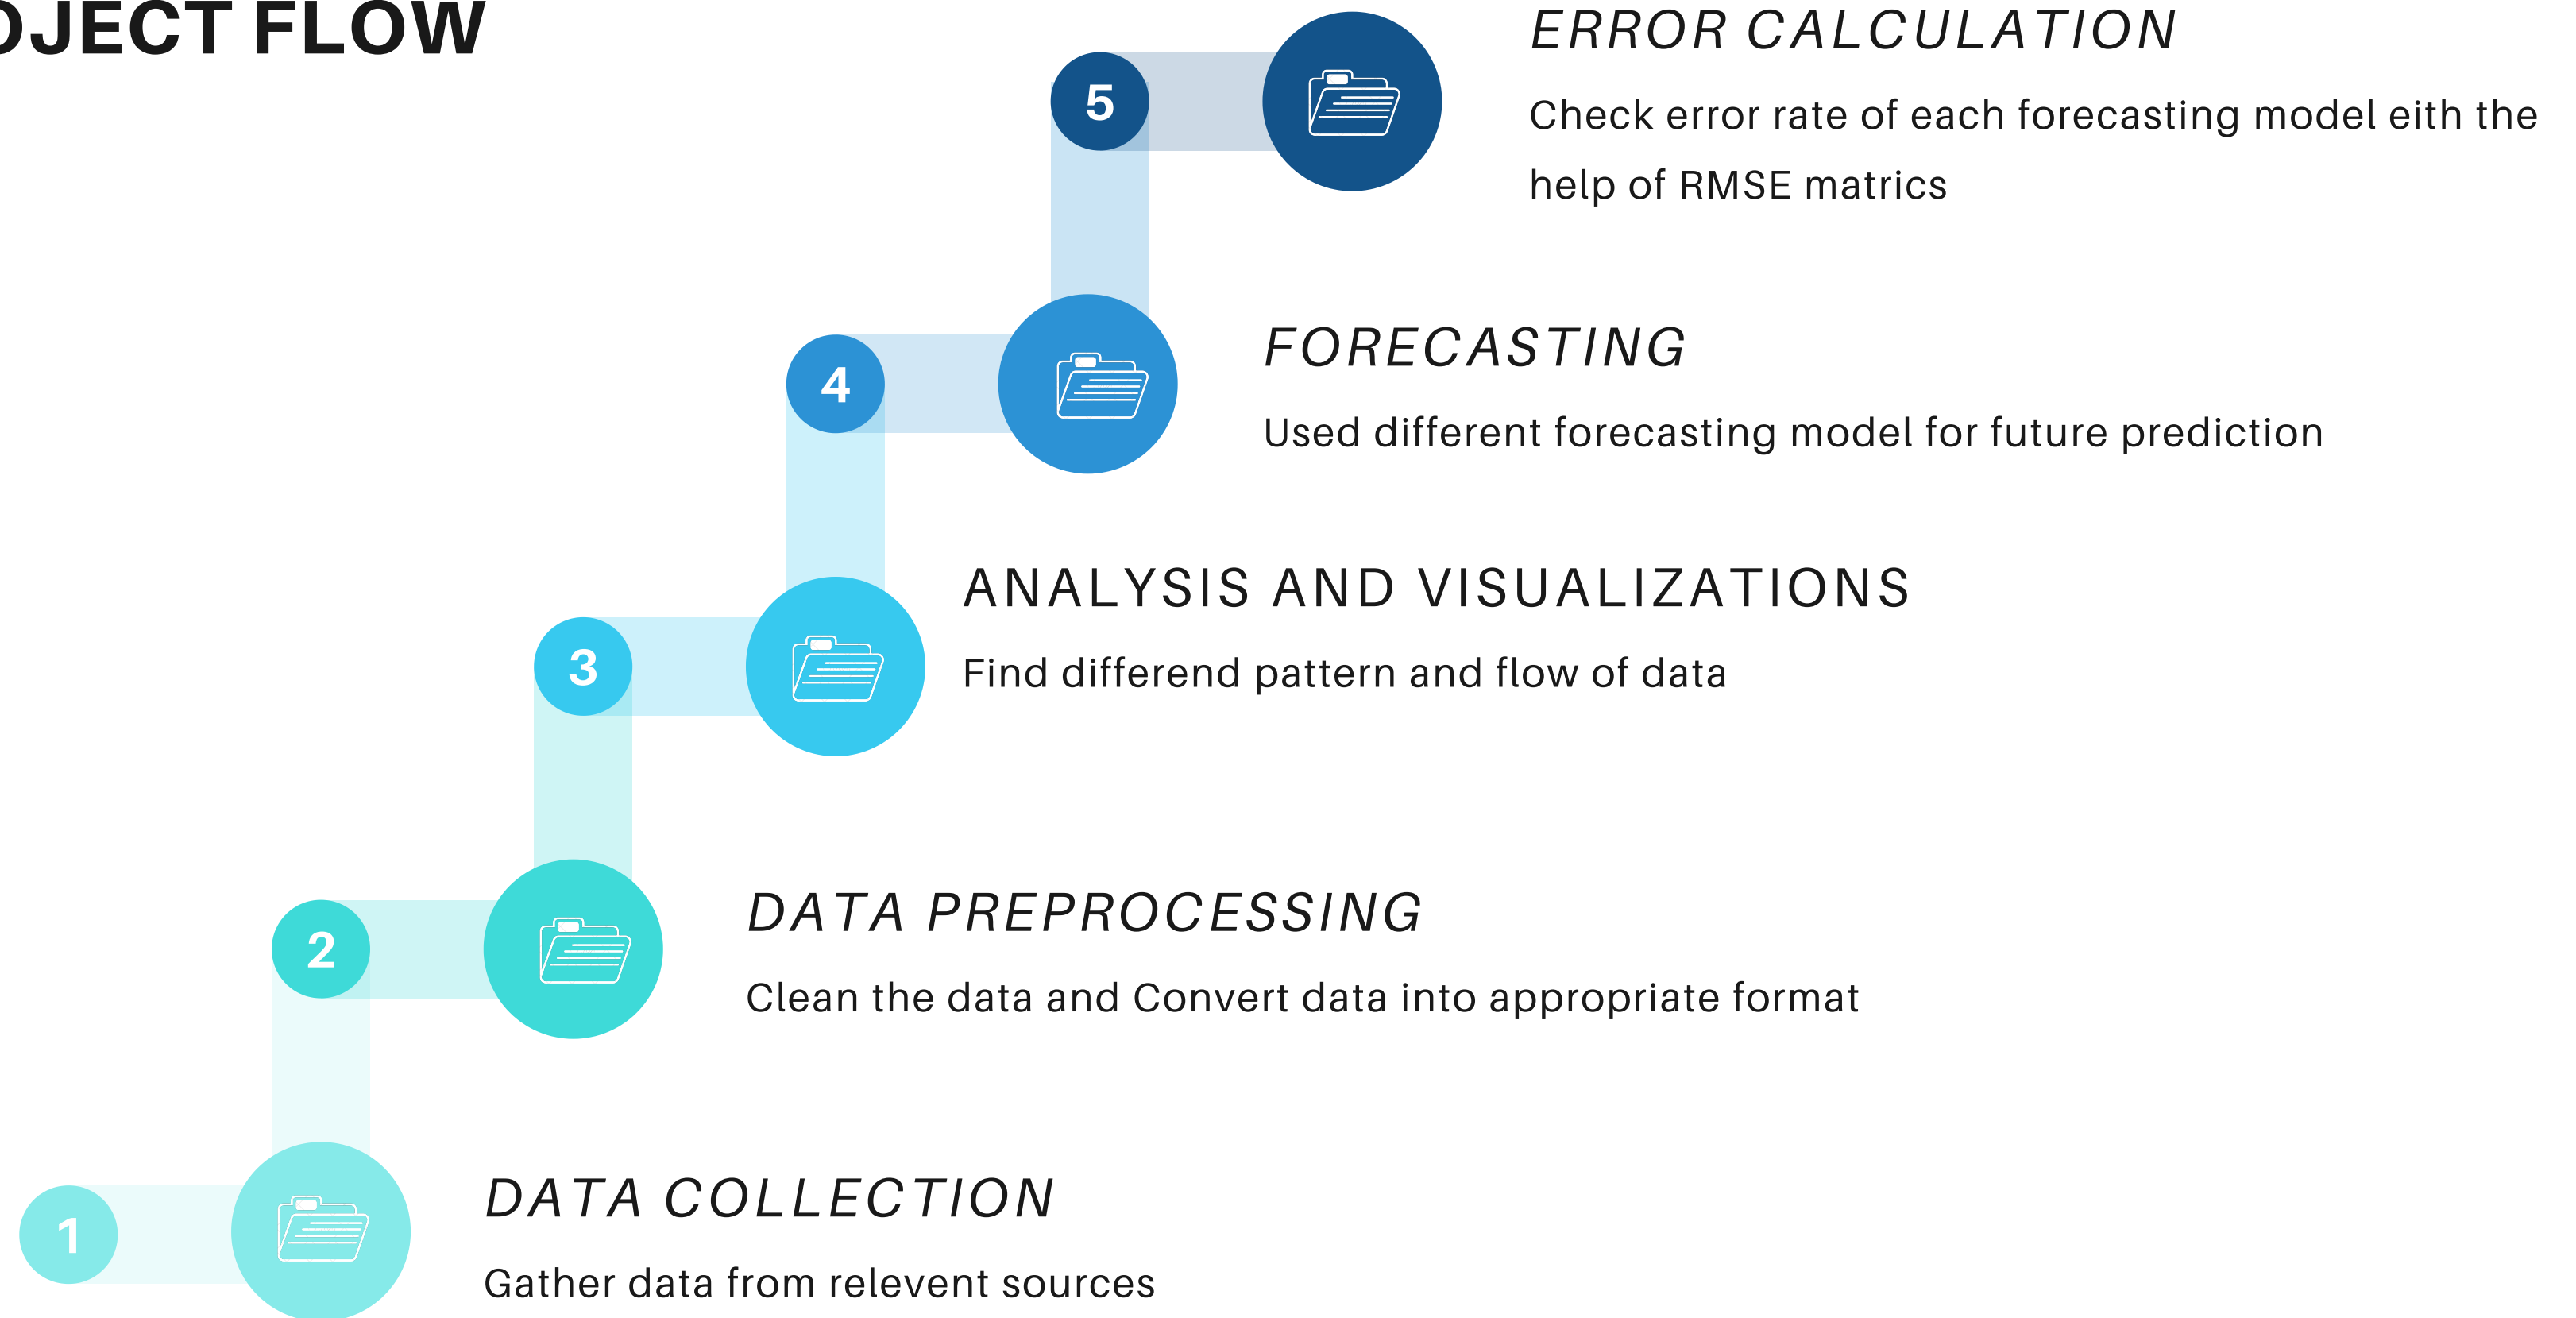 OJECT FLOW
5
ERROR CALCULATION
Check error rate of each forecasting model eith the
help of RMSE matrics
4
FORECASTING
Used different forecasting model for future prediction
3
ANALYSIS AND VISUALIZATIONS
Find differend pattern and flow of data
2
DATA PREPROCESSING
Clean the data and Convert data into appropriate format
1
DATA COLLECTION
Gather data from relevent sources